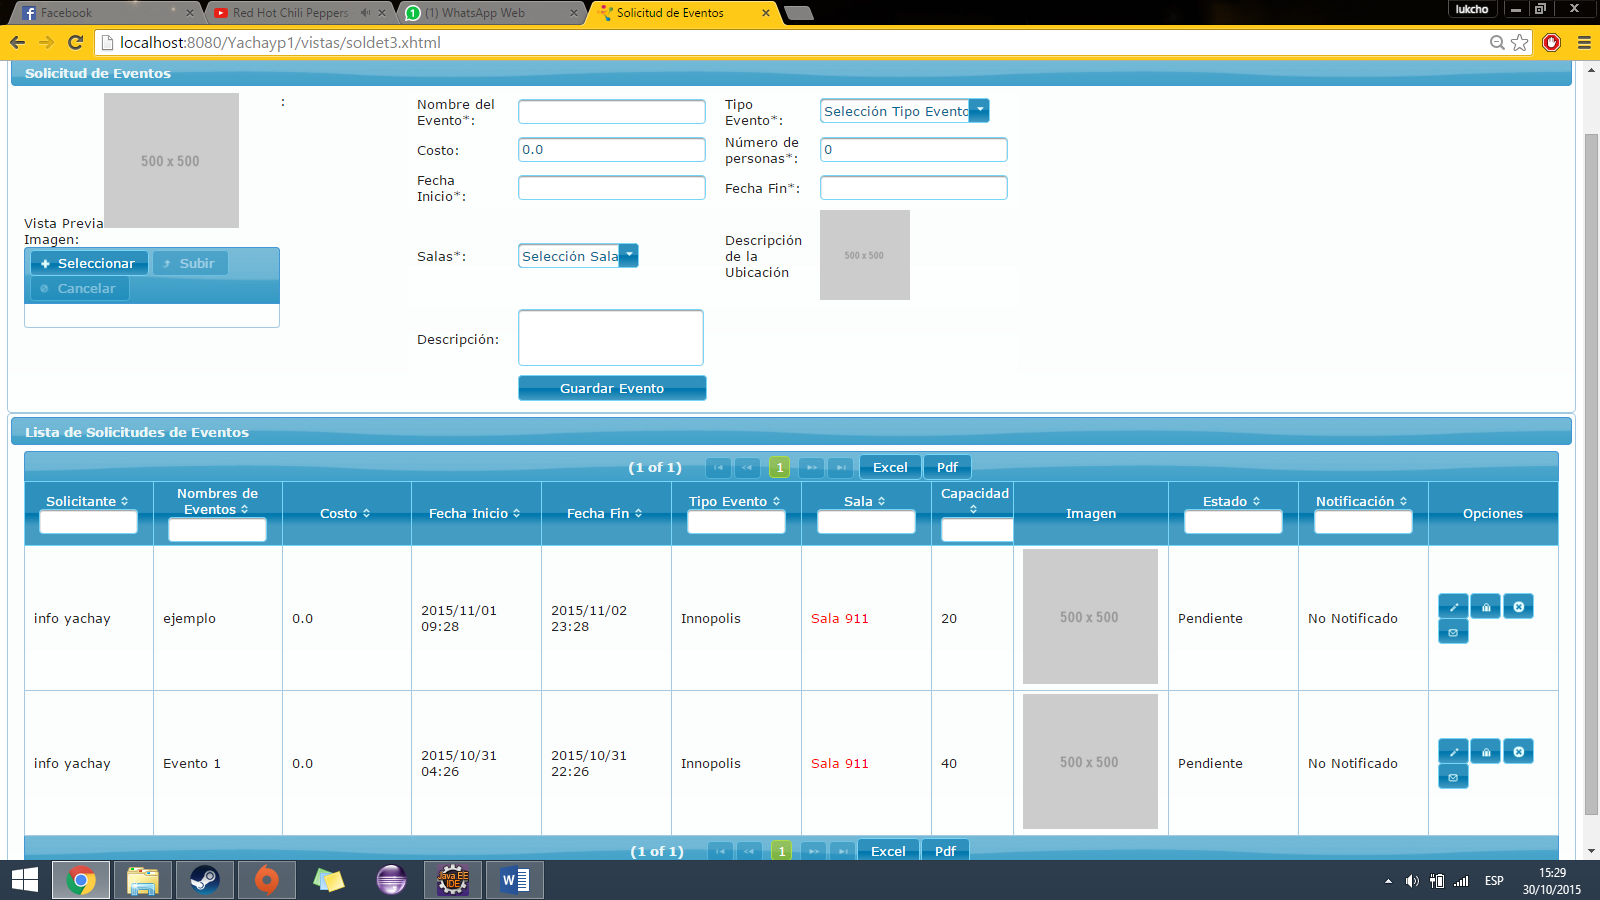 Facebook
Red Hot Chili Peppers
(1) WhatsApp Web
Solicitud de Eventos
lukcho
localhost:8080/Yachayp1/vistas/soldet3.xhtml
Solicitud de Eventos
500 x 500
:
Vista Previa
Imagen:
Seleccionar
Subir
Cancelar
Nombre del
Evento*:
Tipo
Evento*:
Selección Tipo Evento
Costo:
0.0
Número de
personas*:
0
Fecha
Inicio*:
Fecha Fin*:
Salas*:
Selección Sala
Descripción
de la
Ubicación
500 x 500
Descripción:
Guardar Evento
Lista de Solicitudes de Eventos
(1 of 1)
1
Excel
Pdf
Solicitante
Nombres de
Eventos
Costo
Fecha Inicio
Fecha Fin
Tipo Evento
Sala
Capacidad
Imagen
Estado
Notificación
Opciones
info yachay
ejemplo
0.0
2015/11/01
09:28
2015/11/02
23:28
Innopolis
Sala 911
20
500 x 500
Pendiente
No Notificado
info yachay
Evento 1
0.0
2015/10/31
04:26
2015/10/31
22:26
Innopolis
Sala 911
40
500 x 500
Pendiente
No Notificado
(1 of 1)
1
Excel
Pdf
Java EE
IDE
W
ESP
15:29
30/10/2015